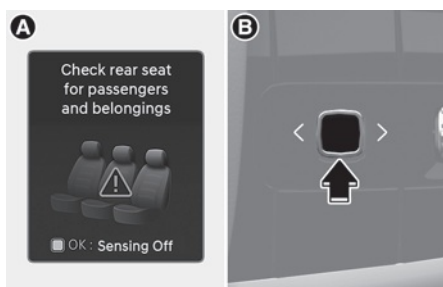 A
Check rear seat
for passengers
and belongings
OK : Sensing Off
B